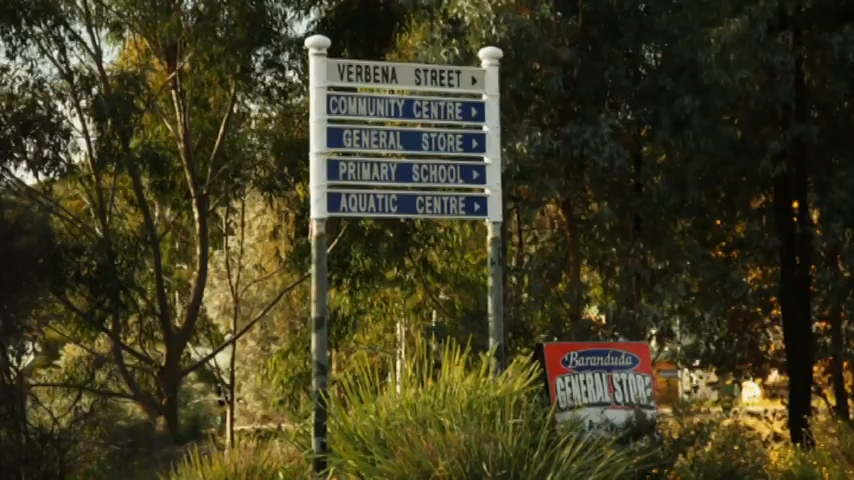 VERBENA STREET
COMMUNITY CENTRE
GENERAL STORE
PRIMARY SCHOOL
AQUATIC CENTRE
Baranduda
GENERAL STORE